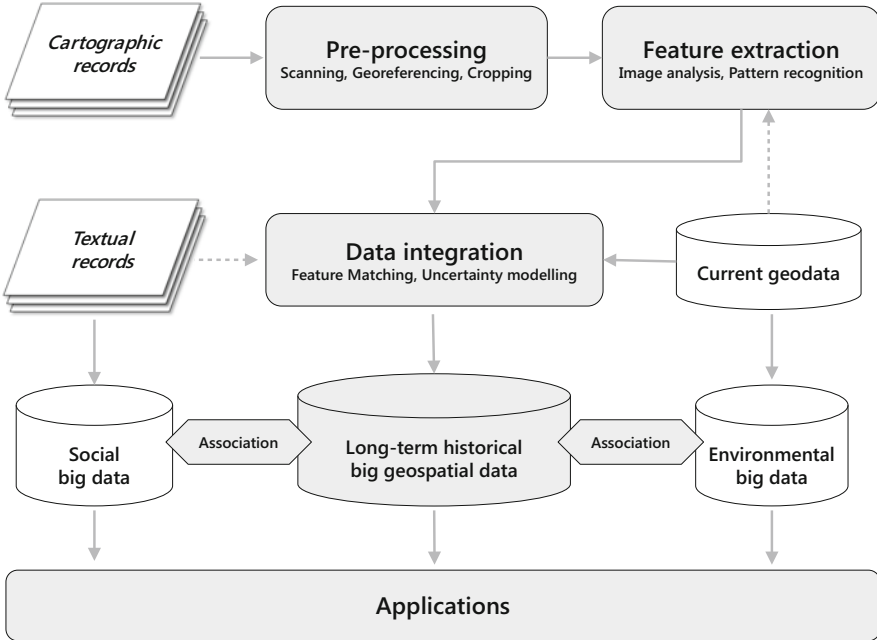 Cartographic
records
Pre-processing
Scanning, Georeferencing, Cropping
Feature extraction
Image analysis, Pattern recognition
Textual
records
Data integration
Feature Matching, Uncertainty modelling
Current geodata
Social
big data
Association
Long-term historical
big geospatial data
Association
Environmental
big data
Applications